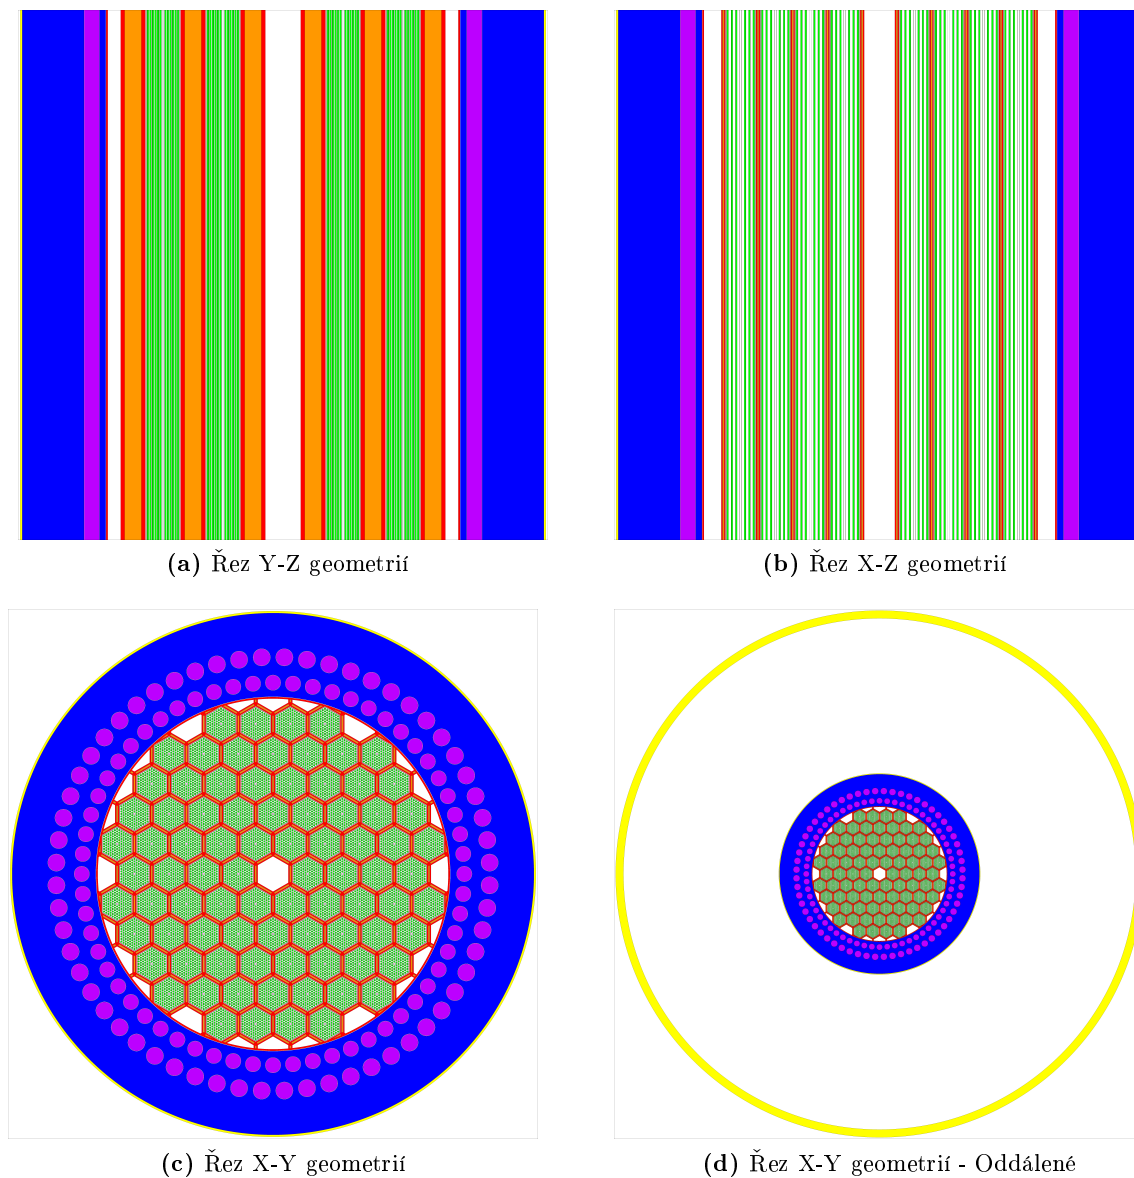 (a) Řez Y-Z geometrií
(b) Řez X-Z geometrií
(c) Řez X-Y geometrií
(d) Řez X-Y geometrií - Oddálené